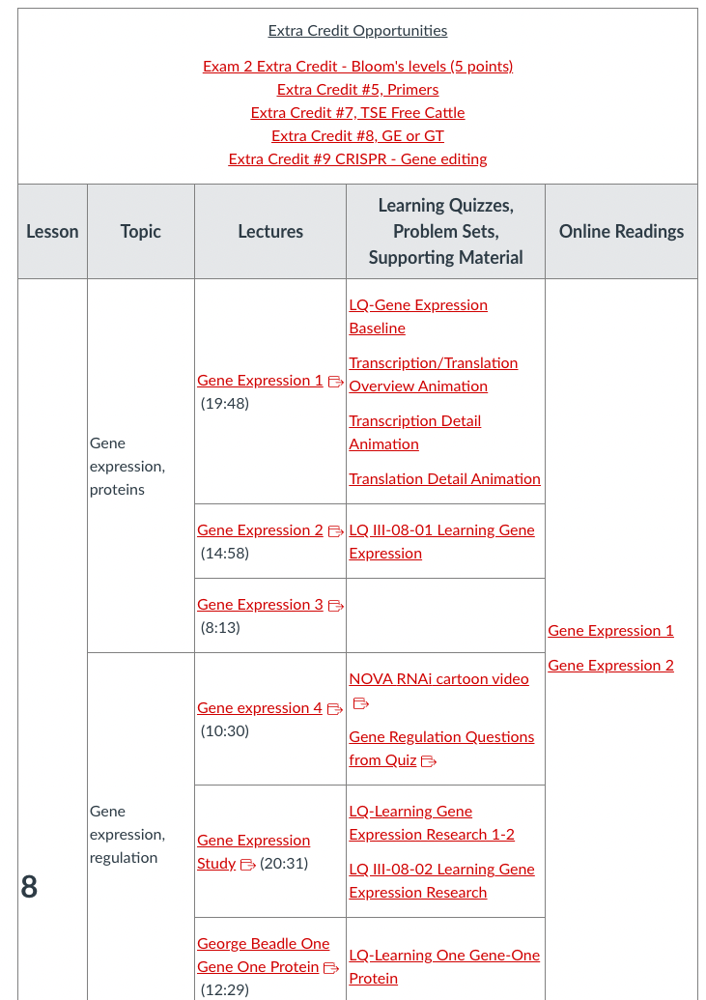 Extra Credit Opportunities
Exam 2 Extra Credit - Bloom's levels (5 points)
Extra Credit #5, Primers
Extra Credit #7, TSE Free Cattle
Extra Credit #8, GE or GT
Extra Credit #9 CRISPR - Gene editing
Lesson
Topic
Lectures
Learning Quizzes,
Problem Sets,
Supporting Material
Online Readings
8
Gene
expression,
proteins
Gene Expression 1
(19:48)
LQ-Gene Expression
Baseline
Transcription/Translation
Overview Animation
Transcription Detail
Animation
Translation Detail Animation
Gene Expression 2
(14:58)
LQ III-08-01 Learning Gene
Expression
Gene Expression 3
(8:13)
Gene
expression,
regulation
Gene expression 4
(10:30)
NOVA RNAi cartoon video
Gene Regulation Questions
from Quiz
Gene Expression
Study (20:31)
LQ-Learning Gene
Expression Research 1-2
LQ III-08-02 Learning Gene
Expression Research
George Beadle One
Gene One Protein
(12:29)
LQ-Learning One Gene-One
Protein
Gene Expression 1
Gene Expression 2